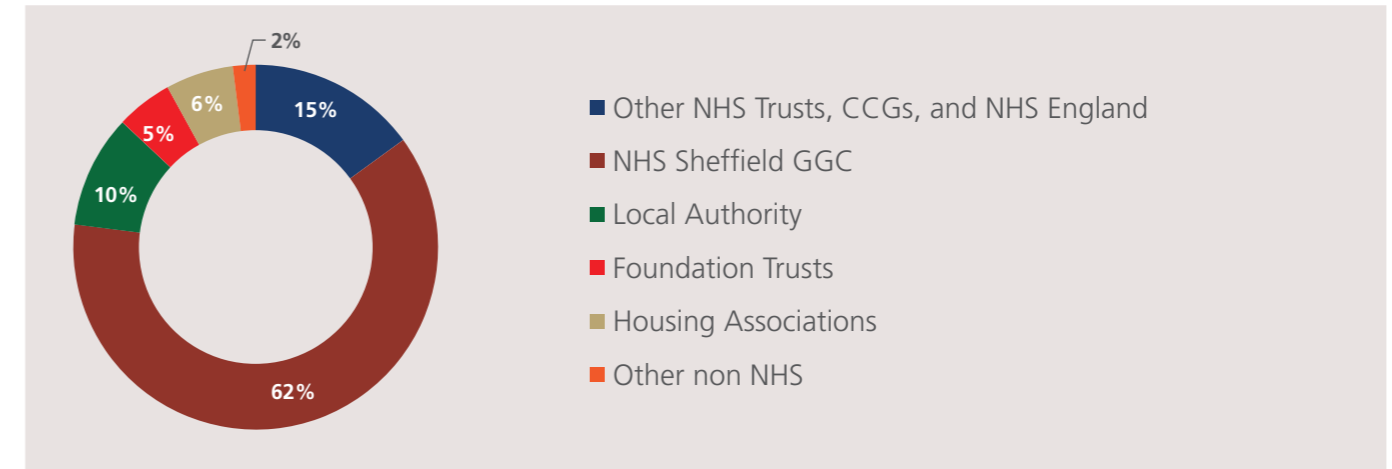 2%
6%
15%
5%
10%
62%
Other NHS Trusts, CCGs, and NHS England
NHS Sheffield GGC
Local Authority
Foundation Trusts
Housing Associations
Other non NHS